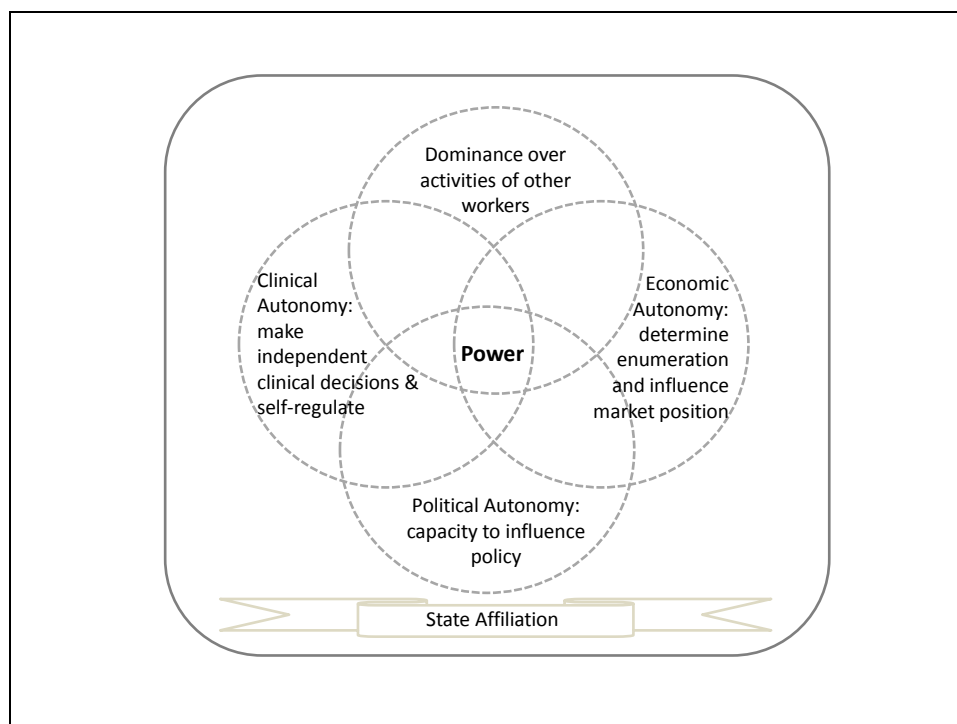 Dominance over
activities of other
workers
Clinical
Autonomy:
make
independent
clinical decisions &
self-regulate
Power
Economic
Autonomy:
determine
enumeration
and influence
market position
Political Autonomy:
capacity to influence
policy
State Affiliation